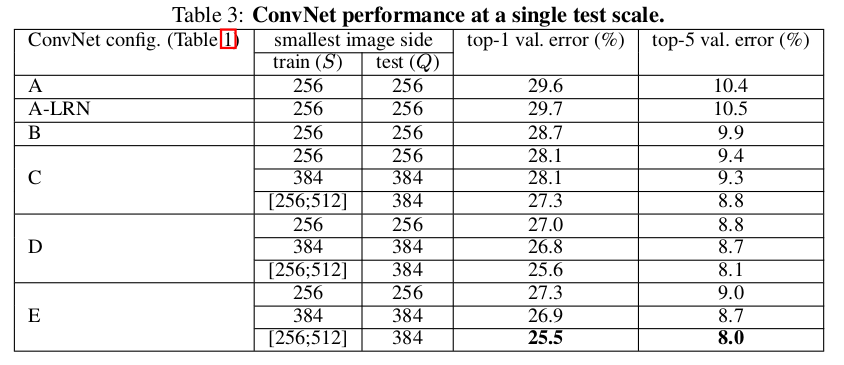 Table 3: ConvNet performance at a single test scale.
ConvNet config. (Table 1) smallest image side top-1 val. error (%) top-5 val. error (%)
train (S) test (Q)
A 256 256 29.6 10.4
A-LRN 256 256 29.7 10.5
B 256 256 28.7 9.9
256 256 28.1 9.4
C 384 384 28.1 9.3
[256;512] 384 27.3 8.8
256 256 27.0 8.8
D 384 384 26.8 8.7
[256;512] 384 25.6 8.1
256 256 27.3 9.0
E 384 384 26.9 8.7
[256;512] 384 25.5 8.0